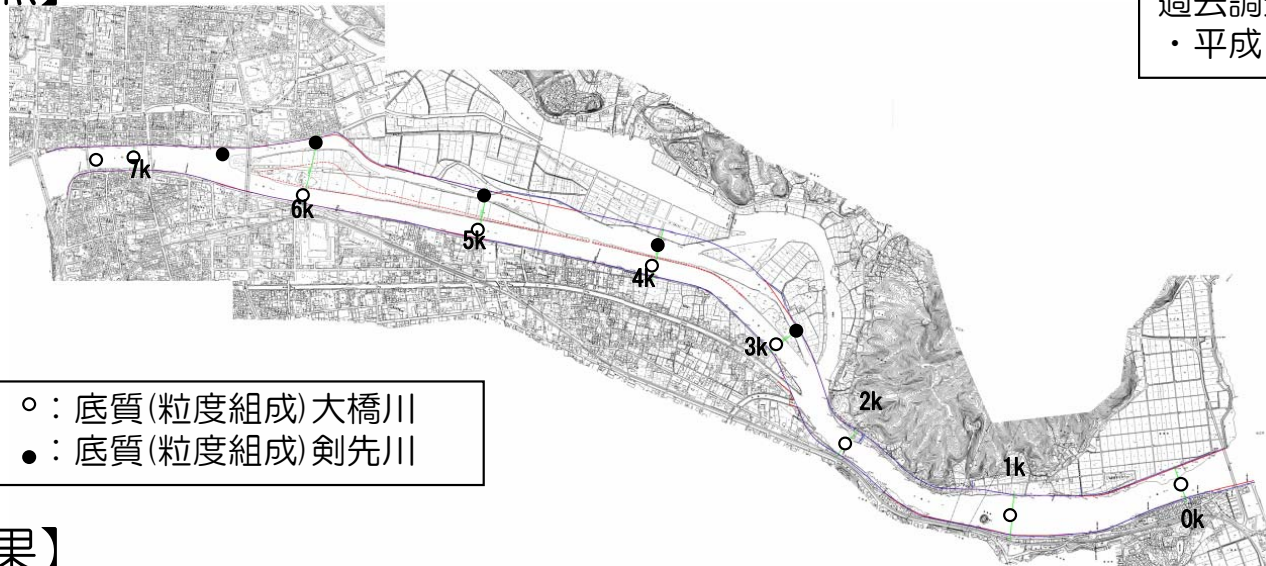 点】
過去調
・平成
7k
6k
5k
4k
3k
2k
1k
0k
○：底質(粒度組成)大橋川
●：底質(粒度組成)剣先川
果】